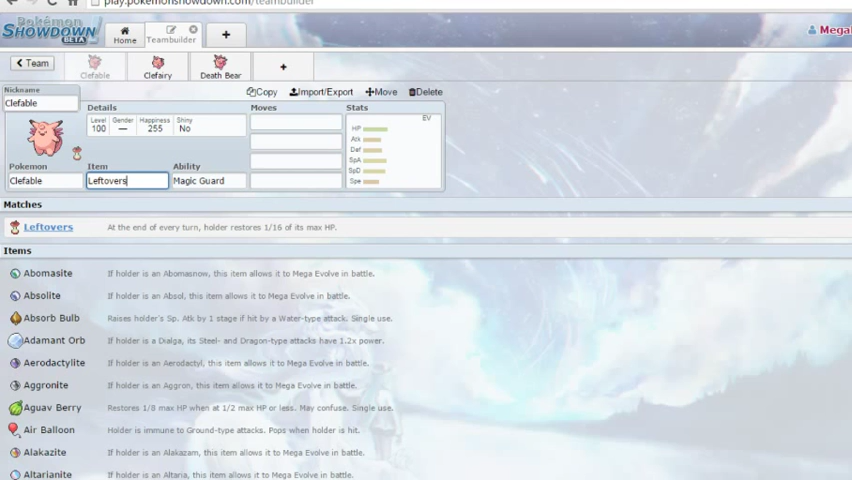 play.pokemonshowdown.com/teambuilder
Pokémon
SHOWDOWN
BETA
Home
Teambuilder
+
Team
Clefable
Clefairy
Death Bear
+
Copy Import/Export Move Delete
Nickname
Clefable
Details
Moves
Stats
Level Gender Happiness Shiny
100 — 255 No
EV
HP
Atk
Def
SpA
SpD
Spe
Pokemon Item Ability
Clefable Leftovers Magic Guard
Matches
Leftovers At the end of every turn, holder restores 1/16 of its max HP.
Items
Abomasite If holder is an Abomasnow, this item allows it to Mega Evolve in battle.
Absolite If holder is an Absol, this item allows it to Mega Evolve in battle.
Absorb Bulb Raises holder's Sp. Atk by 1 stage if hit by a Water-type attack. Single use.
Adamant Orb If holder is a Dialga, its Steel- and Dragon-type attacks have 1.2x power.
Aerodactylite If holder is an Aerodactyl, this item allows it to Mega Evolve in battle.
Aggronite If holder is an Aggron, this item allows it to Mega Evolve in battle.
Aguav Berry Restores 1/8 max HP when at 1/2 max HP or less. May confuse. Single use.
Air Balloon Holder is immune to Ground-type attacks. Pops when holder is hit.
Alakazite If holder is an Alakazam, this item allows it to Mega Evolve in battle.
Altarianite If holder is an Altaria, this item allows it to Mega Evolve in battle.